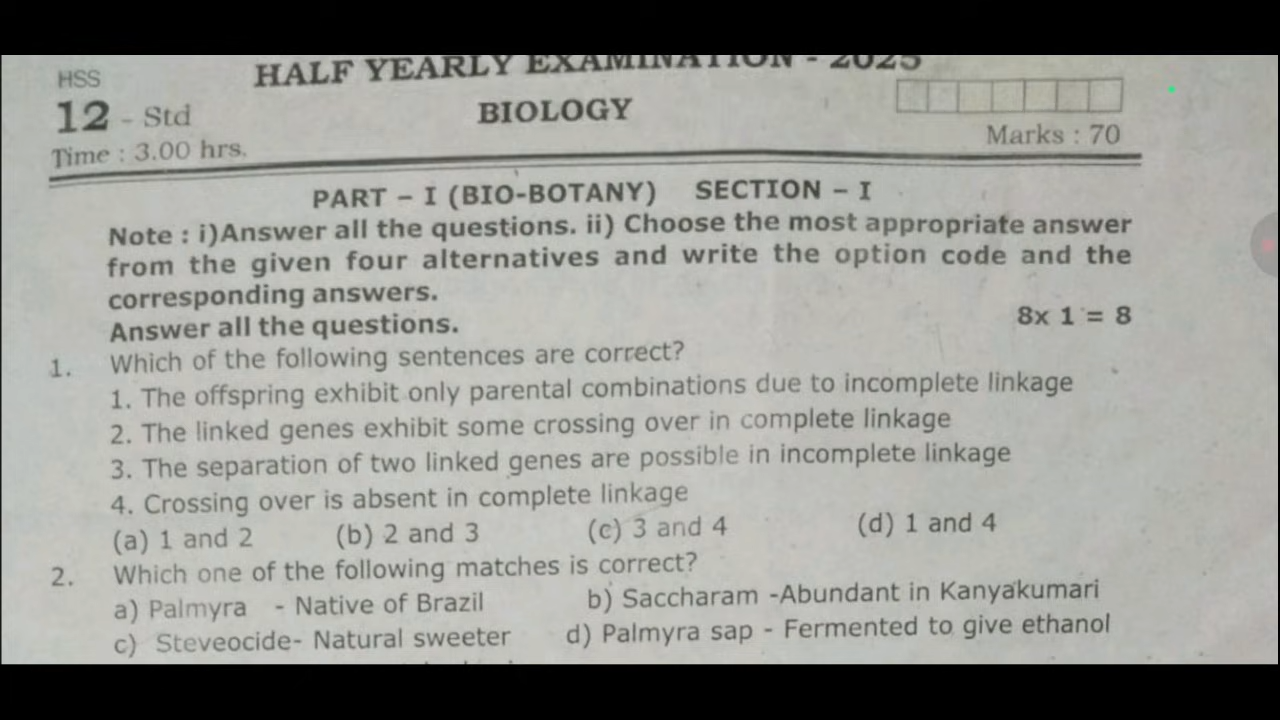 HSS
HALF YEARLY EXAMINATION - 2025
12 - Std
BIOLOGY
Time : 3.00 hrs.
Marks : 70
PART – I (BIO-BOTANY) SECTION – I
Note : i)Answer all the questions. ii) Choose the most appropriate answer
from the given four alternatives and write the option code and the
corresponding answers.
Answer all the questions.
8x 1 = 8
1. Which of the following sentences are correct?
1. The offspring exhibit only parental combinations due to incomplete linkage
2. The linked genes exhibit some crossing over in complete linkage
3. The separation of two linked genes are possible in incomplete linkage
4. Crossing over is absent in complete linkage
(a) 1 and 2 (b) 2 and 3 (c) 3 and 4 (d) 1 and 4
2. Which one of the following matches is correct?
a) Palmyra - Native of Brazil b) Saccharam -Abundant in Kanyakumari
c) Steveocide- Natural sweeter d) Palmyra sap - Fermented to give ethanol